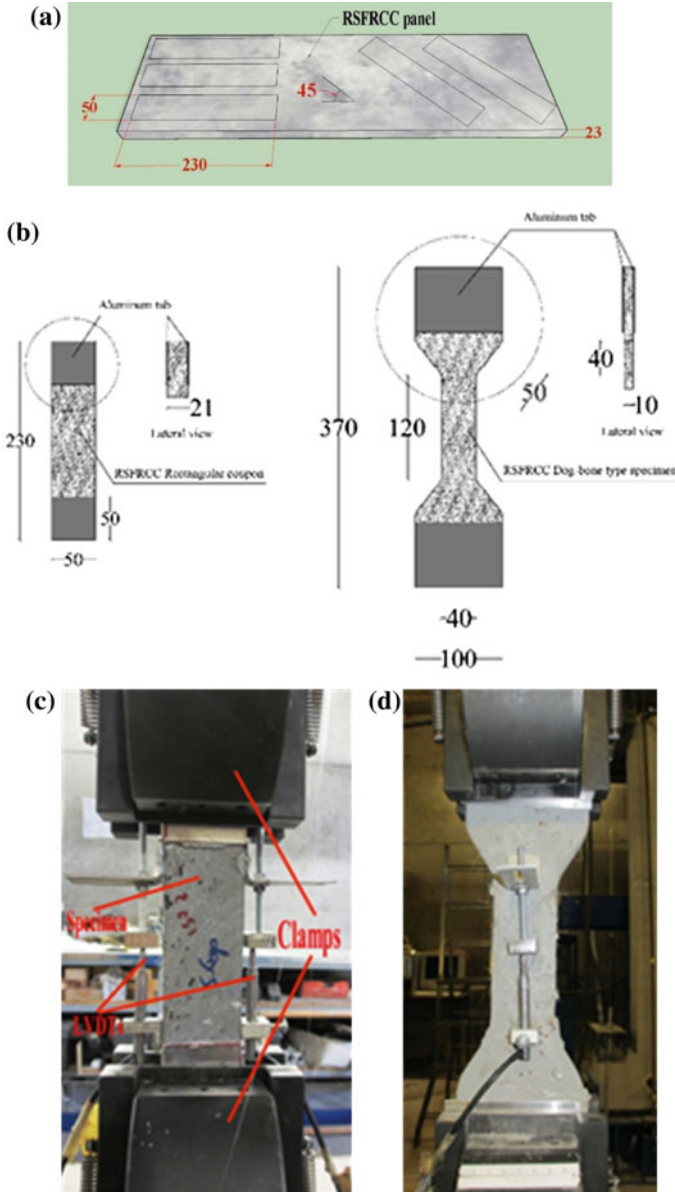 (a)
RSFRCC panel
50
45
230
23
(b)
Aluminum tab
Aluminum tab
230
21
Lateral view
RSFRCC Rectangular coupon
50
50
370
120
50
40
10
Lateral view
RSFRCC Dog-bone type specimen
40
100
(c)
(d)
Specimen
Clamps
LVDTs